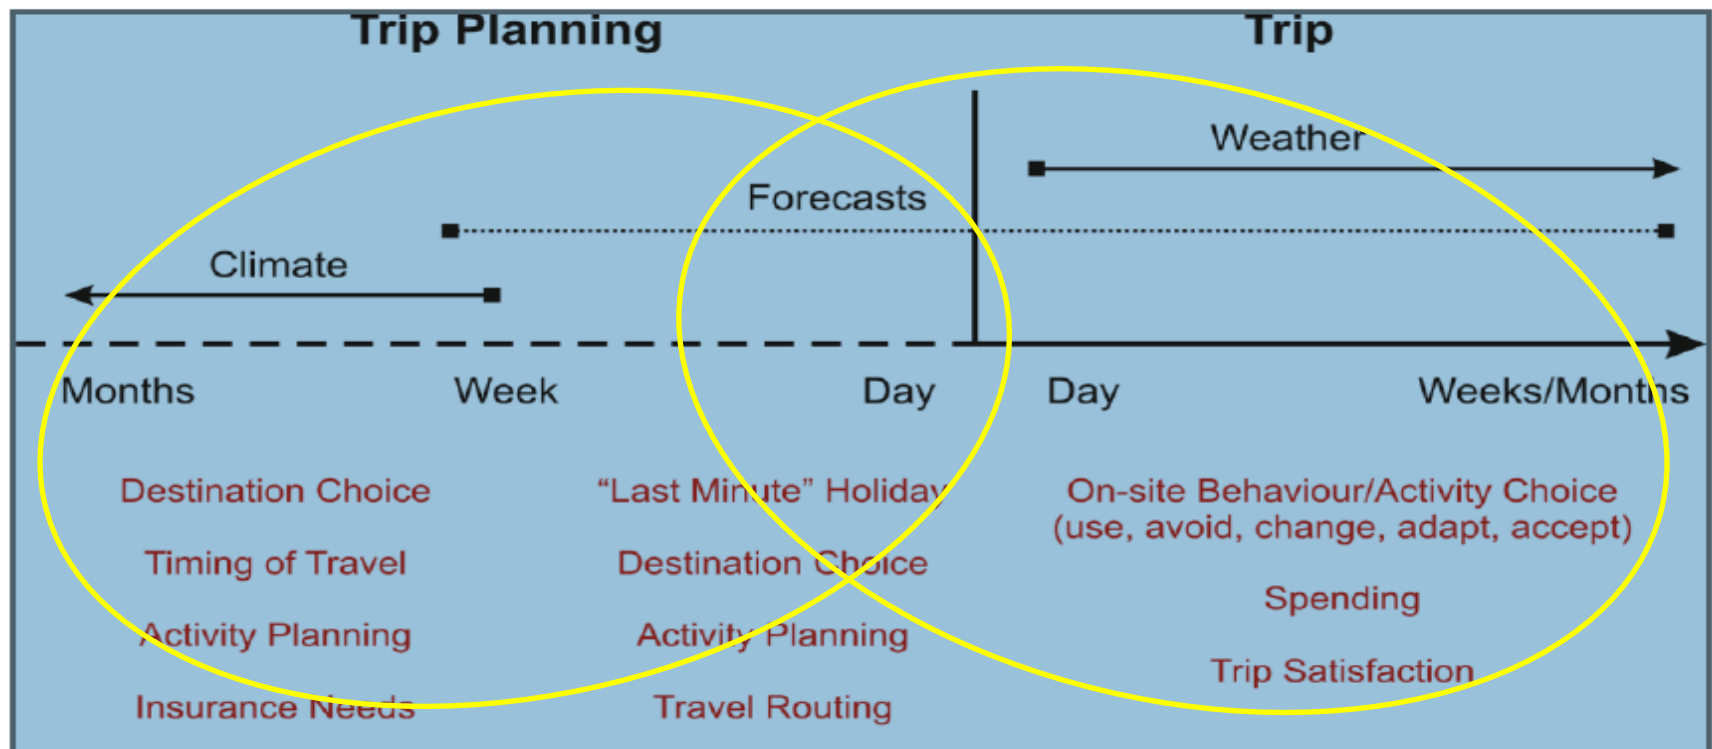 Trip Planning
Trip
Weather
Forecasts
Climate
Months
Week
Day
Day
Weeks/Months
Destination Choice
Timing of Travel
Activity Planning
Insurance Needs
“Last Minute” Holiday
Destination Choice
Activity Planning
Travel Routing
On-site Behaviour/Activity Choice
(use, avoid, change, adapt, accept)
Spending
Trip Satisfaction